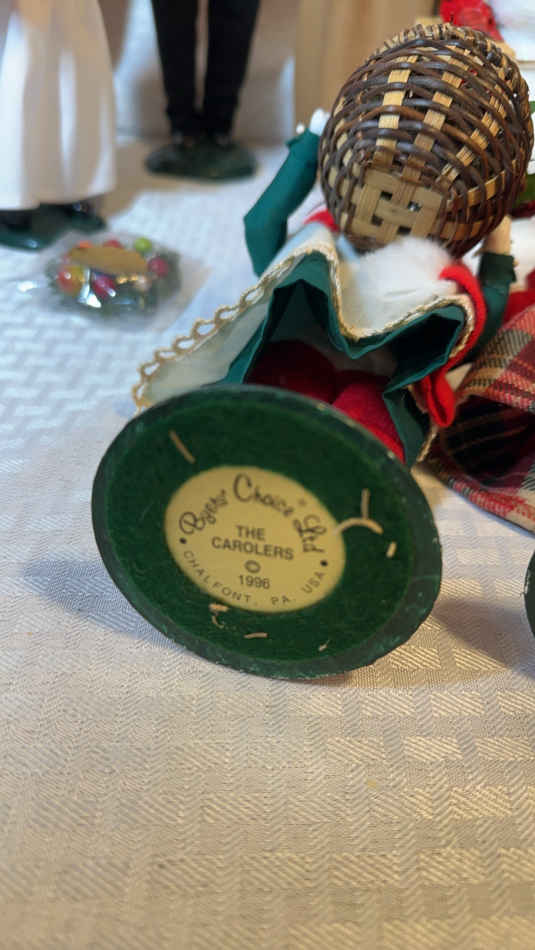 Byers' Choice Ltd
THE
CAROLERS
©
1996
CHALFONT, PA. USA